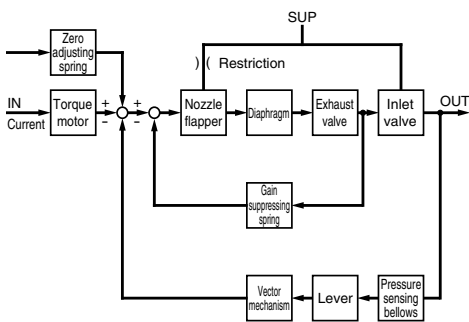 SUP
Zero
adjusting
spring
)( Restriction
IN
Current
Torque
motor
+
-
+
-
Nozzle
flapper
Diaphragm
Exhaust
valve
Inlet
valve
OUT
Gain
suppressing
spring
Vector
mechanism
Lever
Pressure
sensing
bellows